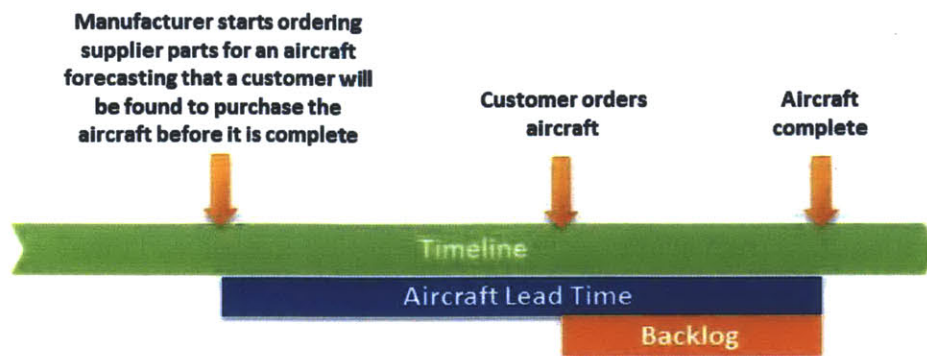 Manufacturer starts ordering
supplier parts for an aircraft
forecasting that a customer will
be found to purchase the
aircraft before it is complete
Customer orders
aircraft
Aircraft
complete
Timeline
Aircraft Lead Time
Backlog